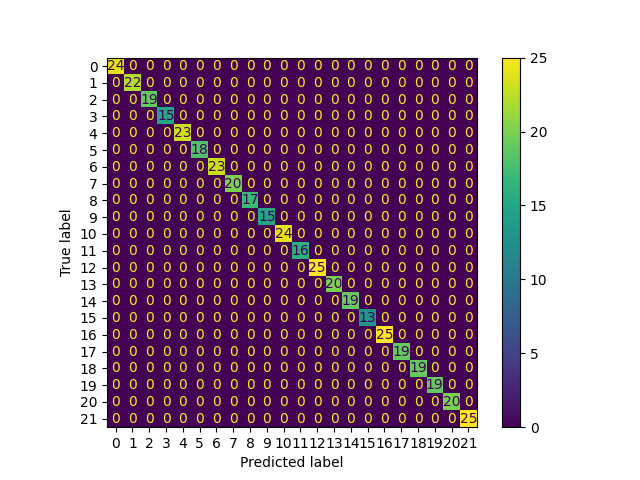 0 24 0 0 0 0 0 0 0 0 0 0 0 0 0 0 0 0 0 0 0 0 0 25
1 0 22 0 0 0 0 0 0 0 0 0 0 0 0 0 0 0 0 0 0 0 0
2 0 0 19 0 0 0 0 0 0 0 0 0 0 0 0 0 0 0 0 0 0 0
3 0 0 0 15 0 0 0 0 0 0 0 0 0 0 0 0 0 0 0 0 0 0
4 0 0 0 0 23 0 0 0 0 0 0 0 0 0 0 0 0 0 0 0 0 0 20
5 0 0 0 0 0 18 0 0 0 0 0 0 0 0 0 0 0 0 0 0 0 0
6 0 0 0 0 0 0 23 0 0 0 0 0 0 0 0 0 0 0 0 0 0 0
7 0 0 0 0 0 0 0 20 0 0 0 0 0 0 0 0 0 0 0 0 0 0
8 0 0 0 0 0 0 0 0 17 0 0 0 0 0 0 0 0 0 0 0 0 0 15
9 0 0 0 0 0 0 0 0 0 15 0 0 0 0 0 0 0 0 0 0 0 0
10 0 0 0 0 0 0 0 0 0 0 24 0 0 0 0 0 0 0 0 0 0 0
True label
11 0 0 0 0 0 0 0 0 0 0 0 16 0 0 0 0 0 0 0 0 0 0
12 0 0 0 0 0 0 0 0 0 0 0 0 25 0 0 0 0 0 0 0 0 0
13 0 0 0 0 0 0 0 0 0 0 0 0 0 20 0 0 0 0 0 0 0 0 10
14 0 0 0 0 0 0 0 0 0 0 0 0 0 0 19 0 0 0 0 0 0 0
15 0 0 0 0 0 0 0 0 0 0 0 0 0 0 0 13 0 0 0 0 0 0
16 0 0 0 0 0 0 0 0 0 0 0 0 0 0 0 0 25 0 0 0 0 0
17 0 0 0 0 0 0 0 0 0 0 0 0 0 0 0 0 0 19 0 0 0 0 5
18 0 0 0 0 0 0 0 0 0 0 0 0 0 0 0 0 0 0 19 0 0 0
19 0 0 0 0 0 0 0 0 0 0 0 0 0 0 0 0 0 0 0 19 0 0
20 0 0 0 0 0 0 0 0 0 0 0 0 0 0 0 0 0 0 0 0 20 0
21 0 0 0 0 0 0 0 0 0 0 0 0 0 0 0 0 0 0 0 0 0 25 0
0 1 2 3 4 5 6 7 8 9 10 11 12 13 14 15 16 17 18 19 20 21
Predicted label